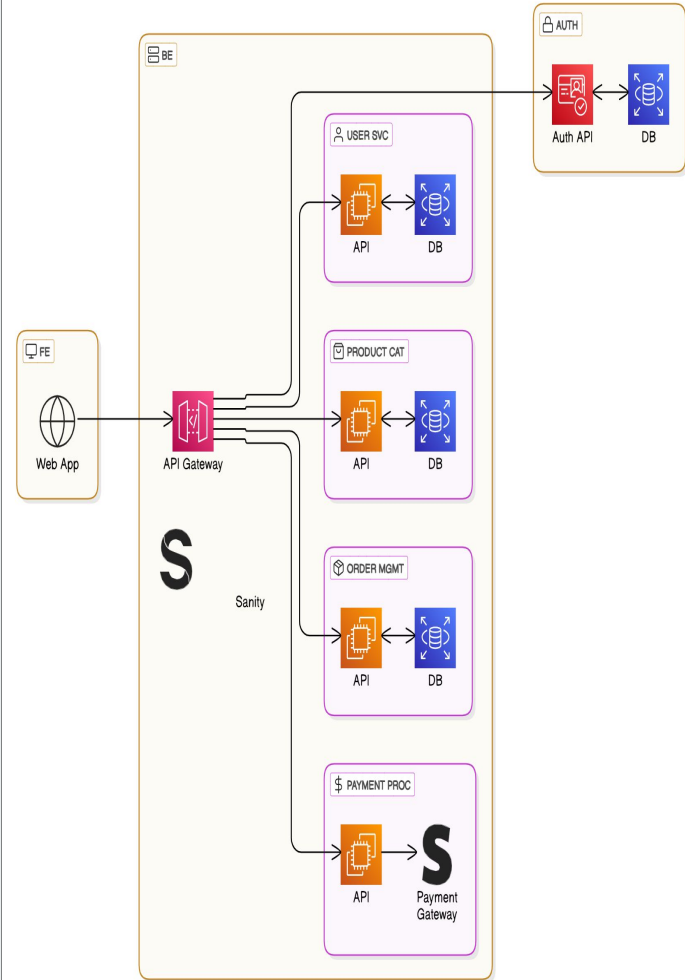 AUTH
BE
Auth API
DB
USER SVC
API
DB
FE
PRODUCT CAT
Web App
API Gateway
API
DB
ORDER MGMT
Sanity
API
DB
PAYMENT PROC
API
Payment
Gateway